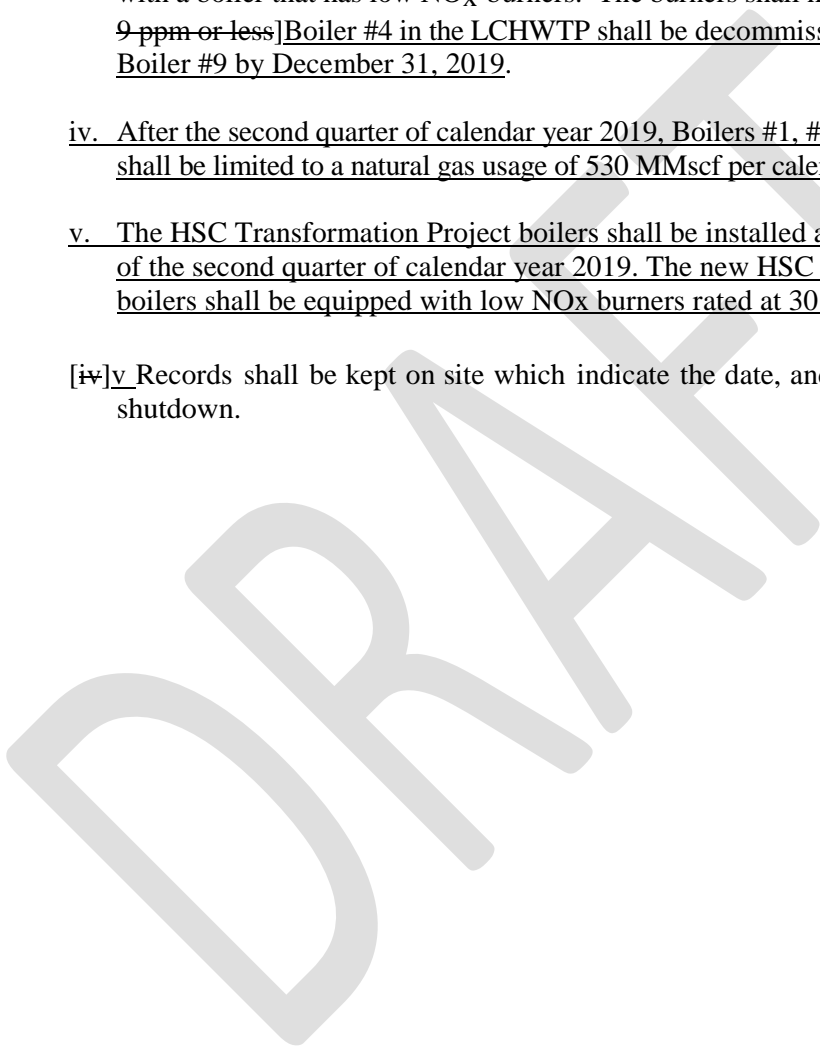 with a boiler that has low NOx burners. The burners shall
9 ppm or less]Boiler #4 in the LCHWTP shall be
Boiler #9 by December 31, 2019.
iv. After the second quarter of calendar year 2019, Boilers #1,
shall be limited to a natural gas usage of 530 MMscf per
v. The HSC Transformation Project boilers shall be installed
of the second quarter of calendar year 2019. The new HSC
boilers shall be equipped with low NOx burners rated at 30
[iv]v Records shall be kept on site which indicate the date,
shutdown.
DRAFT